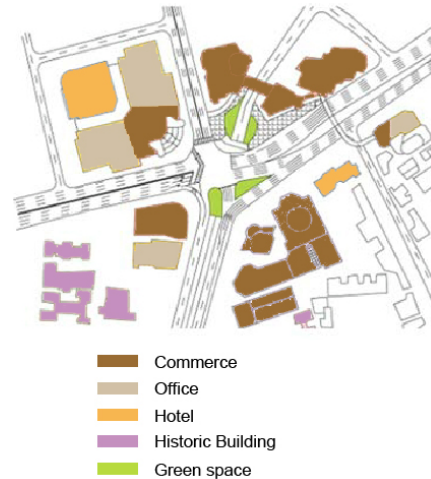 Commerce
Office
Hotel
Historic Building
Green space